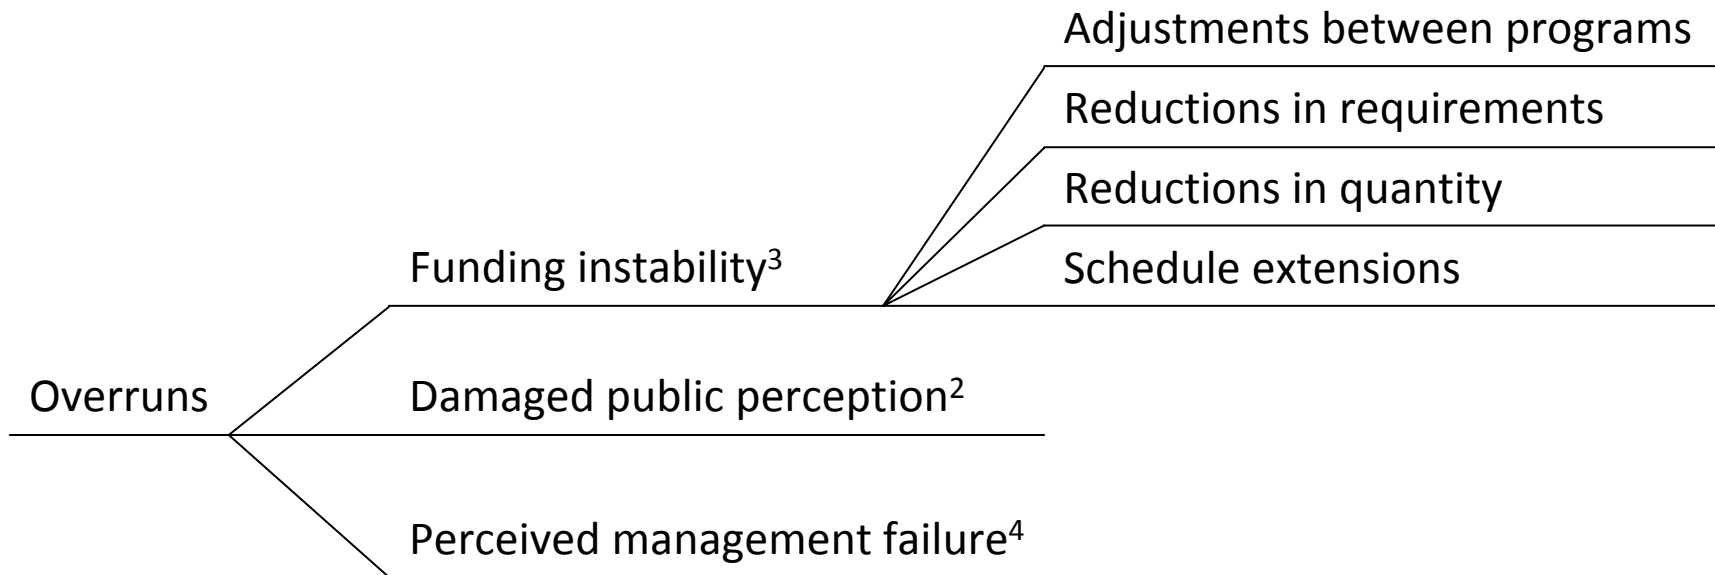 Adjustments between programs
Reductions in requirements
Reductions in quantity
Funding instability³
Schedule extensions
Overruns
Damaged public perception²
Perceived management failure⁴